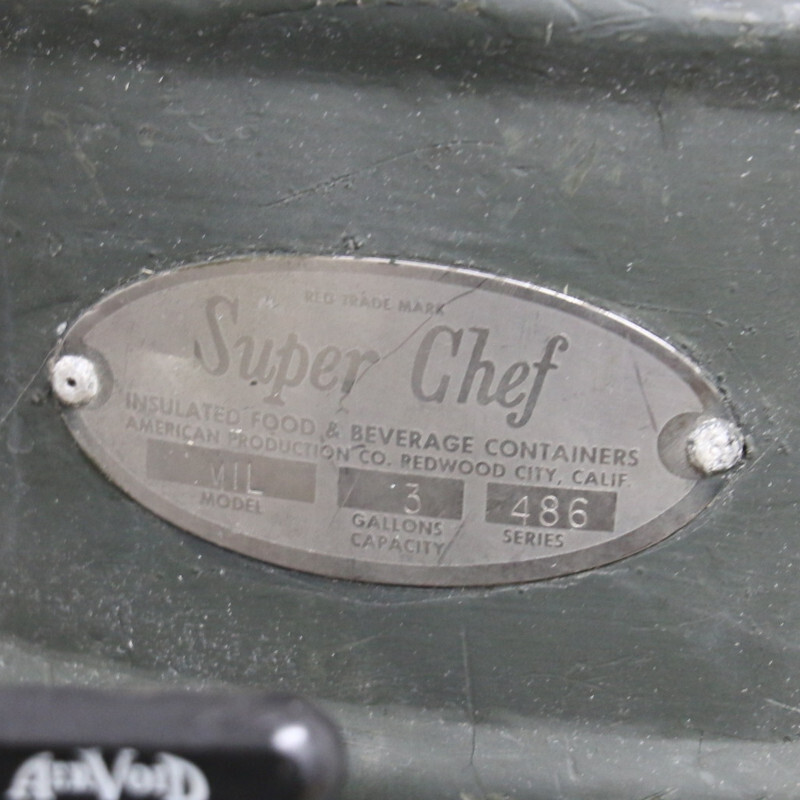 REG TRADE MARK
Super Chef
INSULATED FOOD & BEVERAGE CONTAINERS
AMERICAN PRODUCTION CO. REDWOOD CITY, CALIF.
MIL 3 486
MODEL GALLONS CAPACITY SERIES
AERVOID